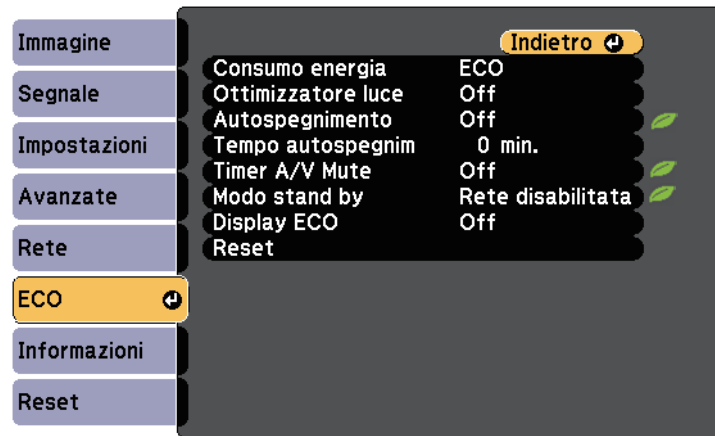 Immagine
Segnale
Impostazioni
Avanzate
Rete
ECO
Informazioni
Reset
Indietro
Consumo energia ECO
Ottimizzatore luce Off
Autospegnimento Off
Tempo autospegnim 0 min.
Timer A/V Mute Off
Modo stand by Rete disabilitata
Display ECO Off
Reset